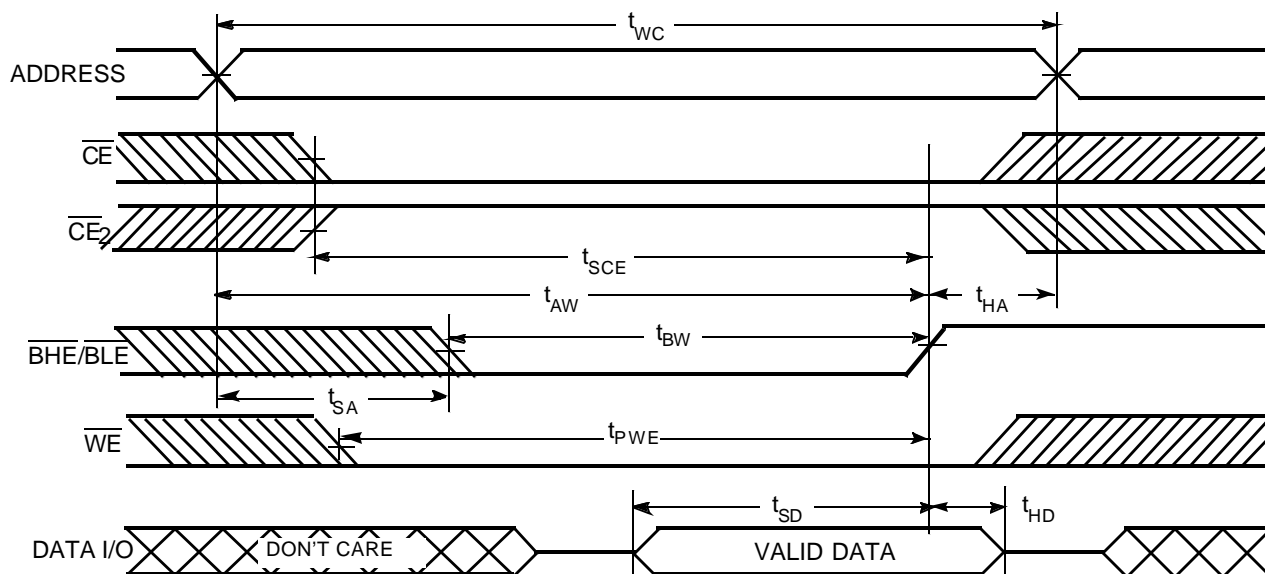 tWC
ADDRESS
CE
CE2
tSCE
tAW
tHA
BHE/BLE
tBW
tSA
WE
tPWE
tSD
tHD
DATA I/O
DON'T CARE
VALID DATA